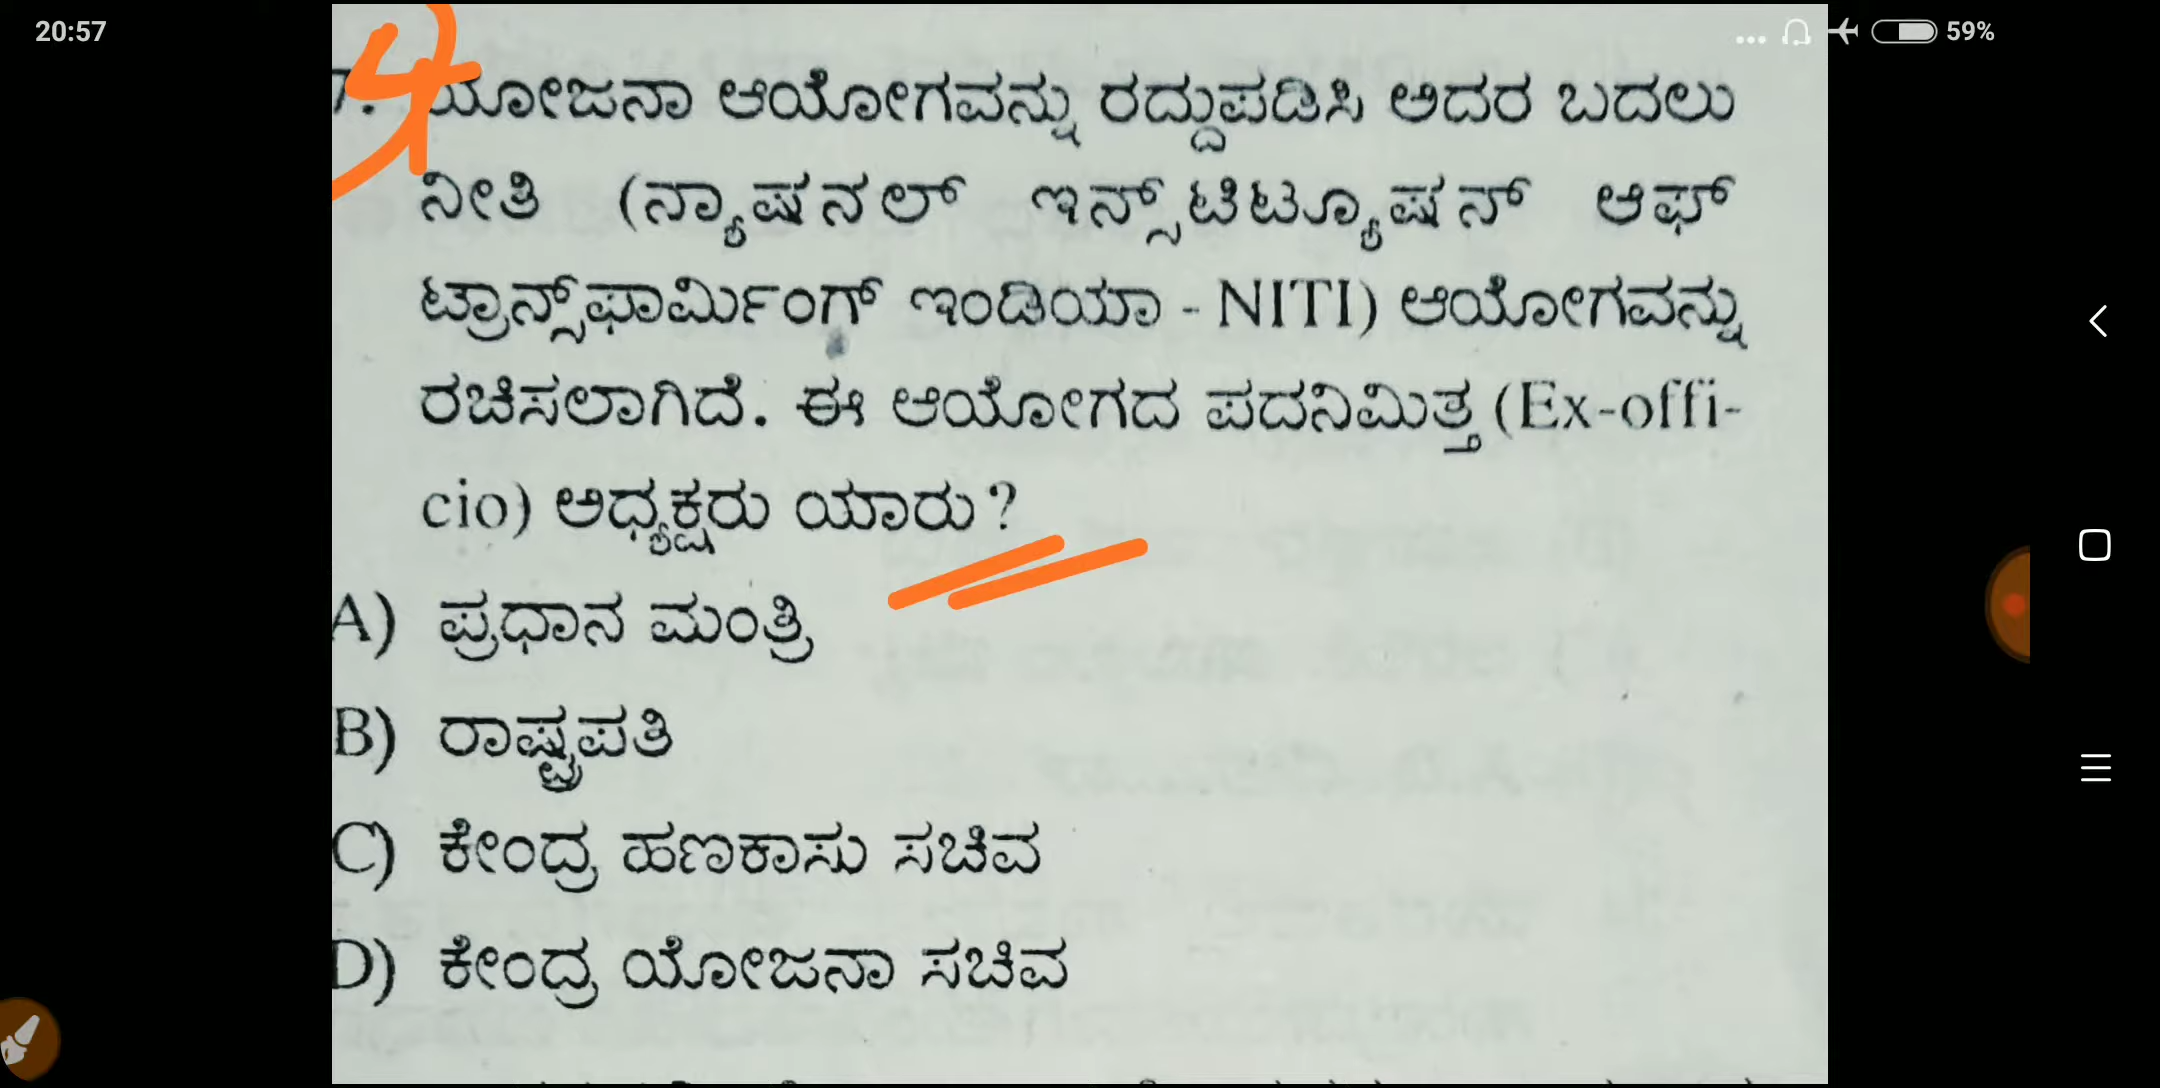 20:57
59%
4
7. ಯೋಜನಾ ಆಯೋಗವನ್ನು ರದ್ದುಪಡಿಸಿ ಅದರ ಬದಲು
ನೀತಿ (ನ್ಯಾಷನಲ್ ಇನ್ಸ್‌ಟಿಟ್ಯೂಷನ್ ಆಫ್
ಟ್ರಾನ್ಸ್‌ಫಾರ್ಮಿಂಗ್ ಇಂಡಿಯಾ - NITI) ಆಯೋಗವನ್ನು
ರಚಿಸಲಾಗಿದೆ. ಈ ಆಯೋಗದ ಪದನಿಮಿತ್ತ (Ex-offi-
cio) ಅಧ್ಯಕ್ಷರು ಯಾರು?
A) ಪ್ರಧಾನ ಮಂತ್ರಿ
B) ರಾಷ್ಟ್ರಪತಿ
C) ಕೇಂದ್ರ ಹಣಕಾಸು ಸಚಿವ
D) ಕೇಂದ್ರ ಯೋಜನಾ ಸಚಿವ